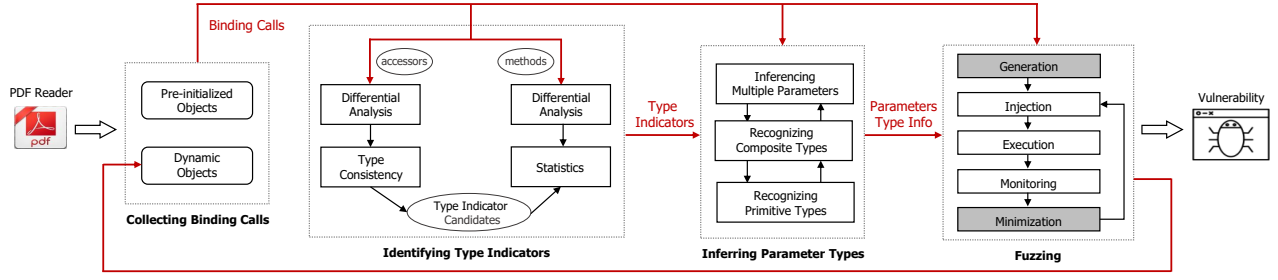 Binding Calls
PDF Reader
pdf
Pre-initialized
Objects
Dynamic
Objects
Collecting Binding Calls
accessors
methods
Differential
Analysis
Differential
Analysis
Type
Consistency
Statistics
Type Indicator
Candidates
Identifying Type Indicators
Type
Indicators
Inferencing
Multiple Parameters
Recognizing
Composite Types
Recognizing
Primitive Types
Inferring Parameter Types
Parameters
Type Info
Generation
Injection
Execution
Monitoring
Minimization
Fuzzing
Vulnerability